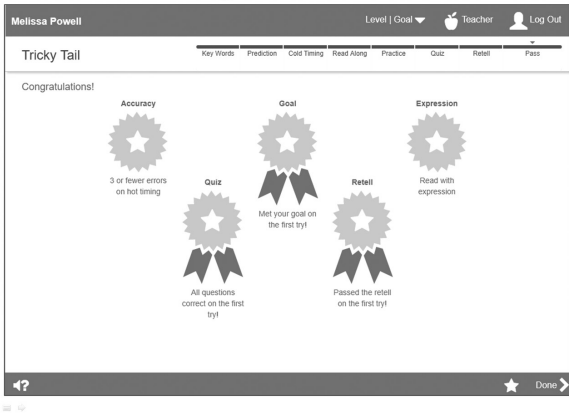 Melissa Powell
Level | Goal
Teacher
Log Out
Tricky Tail
Key Words
Prediction
Cold Timing
Read Along
Practice
Quiz
Retell
Pass
Congratulations!
Accuracy
3 or fewer errors
on hot timing
Quiz
All questions
correct on the first
try!
Goal
Met your goal on
the first try!
Retell
Passed the retell
on the first try!
Expression
Read with
expression
?
Done